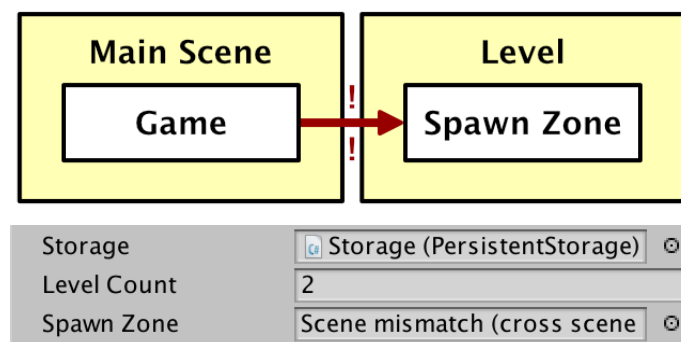 Main Scene
Level
Game
!
!
Spawn Zone
Storage
Storage (PersistentStorage)
Level Count
2
Spawn Zone
Scene mismatch (cross scene